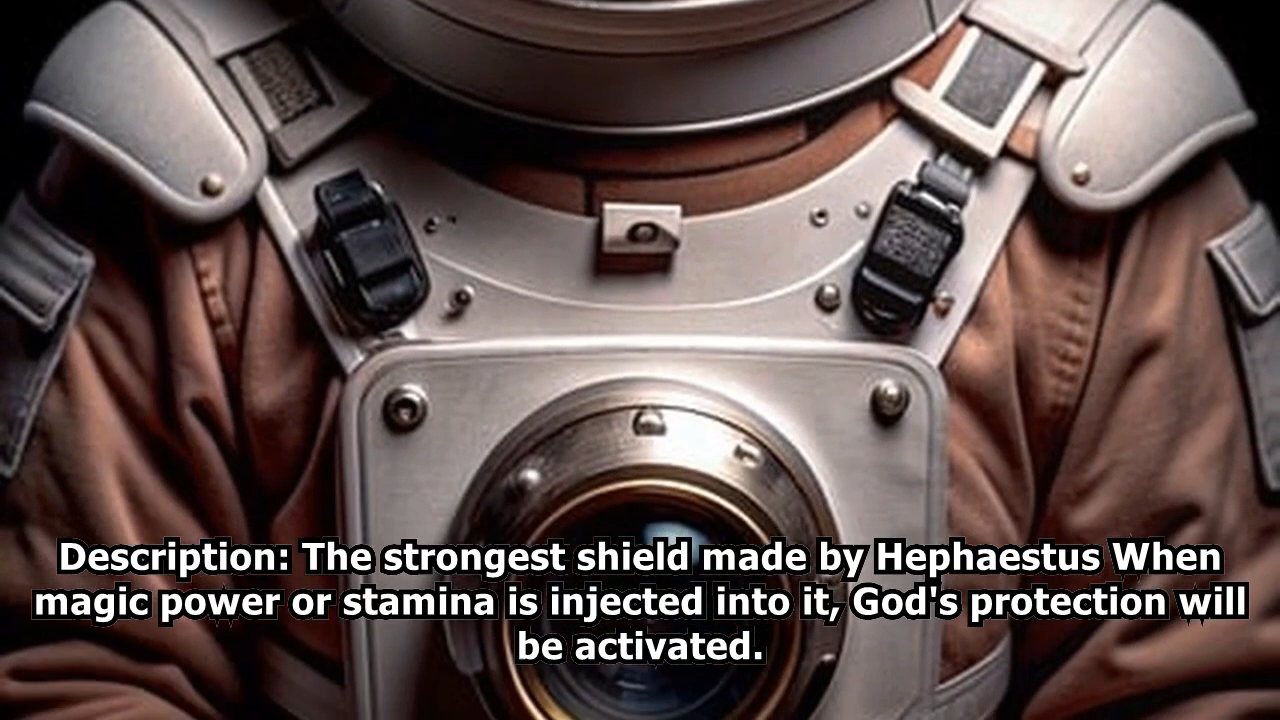 Description: The strongest shield made by Hephaestus When
magic power or stamina is injected into it, God's protection will
be activated.